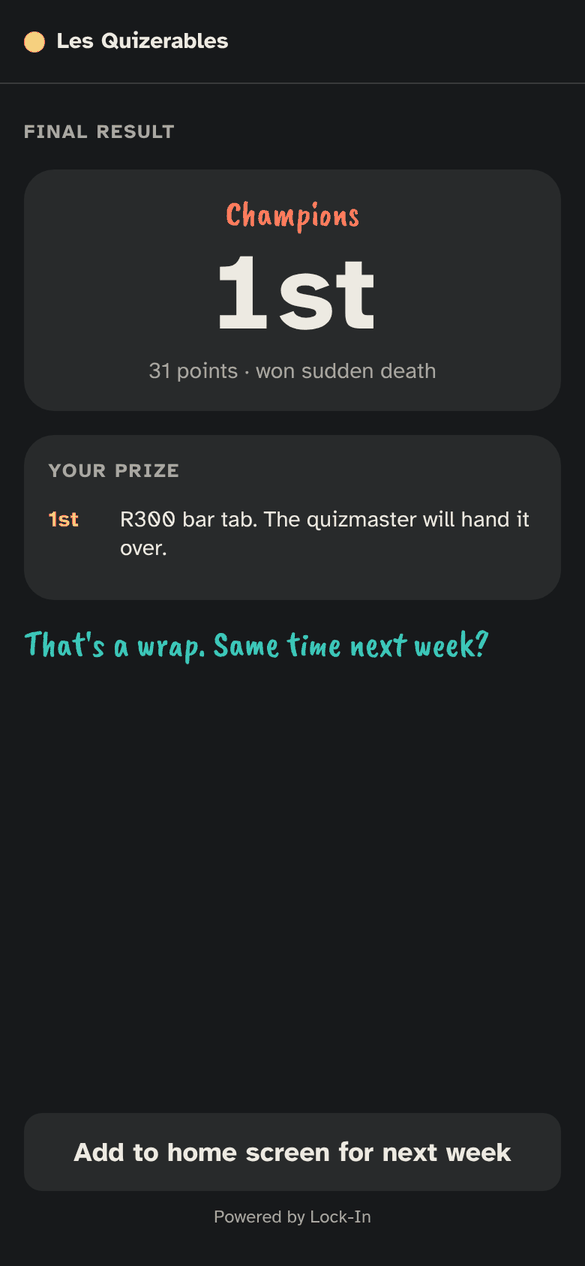 Les Quizerables
FINAL RESULT
Champions
1st
31 points · won sudden death
YOUR PRIZE
1st R300 bar tab. The quizmaster will hand it
over.
That's a wrap. Same time next week?
Add to home screen for next week
Powered by Lock-In